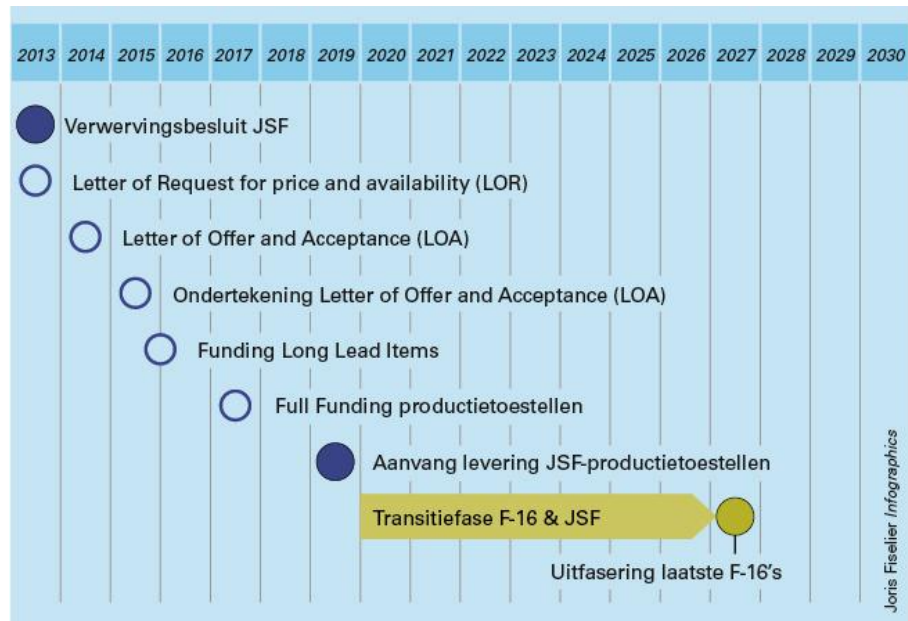 2013 2014 2015 2016 2017 2018 2019 2020 2021 2022 2023 2024 2025 2026 2027 2028 2029 2030
Verwervingsbesluit JSF
Letter of Request for price and availability (LOR)
Letter of Offer and Acceptance (LOA)
Ondertekening Letter of Offer and Acceptance (LOA)
Funding Long Lead Items
Full Funding productietoestellen
Aanvang levering JSF-productietoestellen
Transitiefase F-16 & JSF
Uitfasering laatste F-16's
Joris Fiselier Infographics